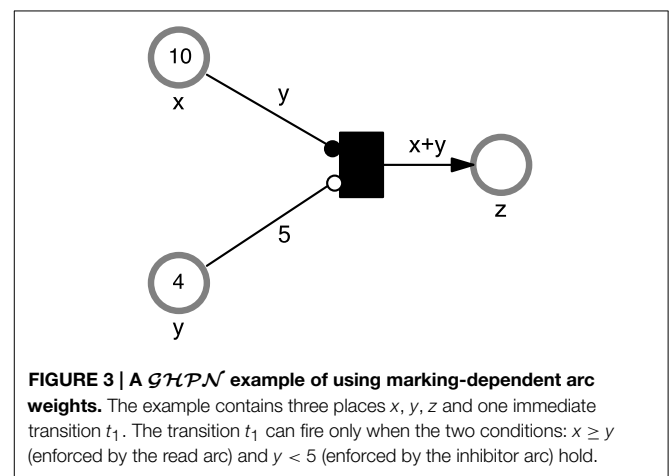 10
x
y
x+y
z
5
4
y
FIGURE 3 | A GHPN example of using marking-dependent arc
weights. The example contains three places x, y, z and one immediate
transition t₁. The transition t₁ can fire only when the two conditions: x ≥ y
(enforced by the read arc) and y < 5 (enforced by the inhibitor arc) hold.